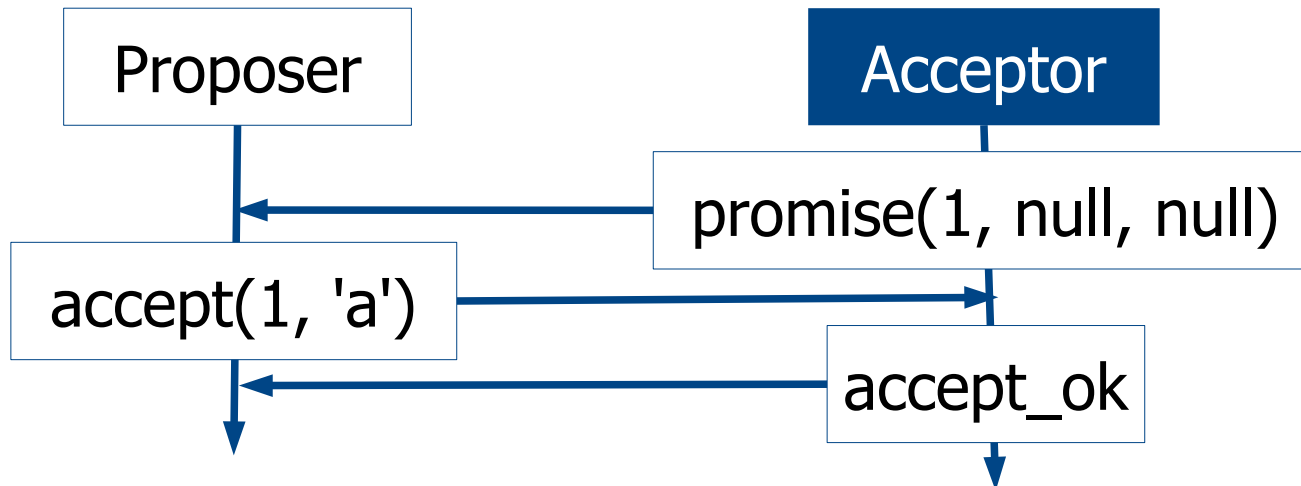 Proposer
Acceptor
promise(1, null, null)
accept(1, 'a')
accept_ok